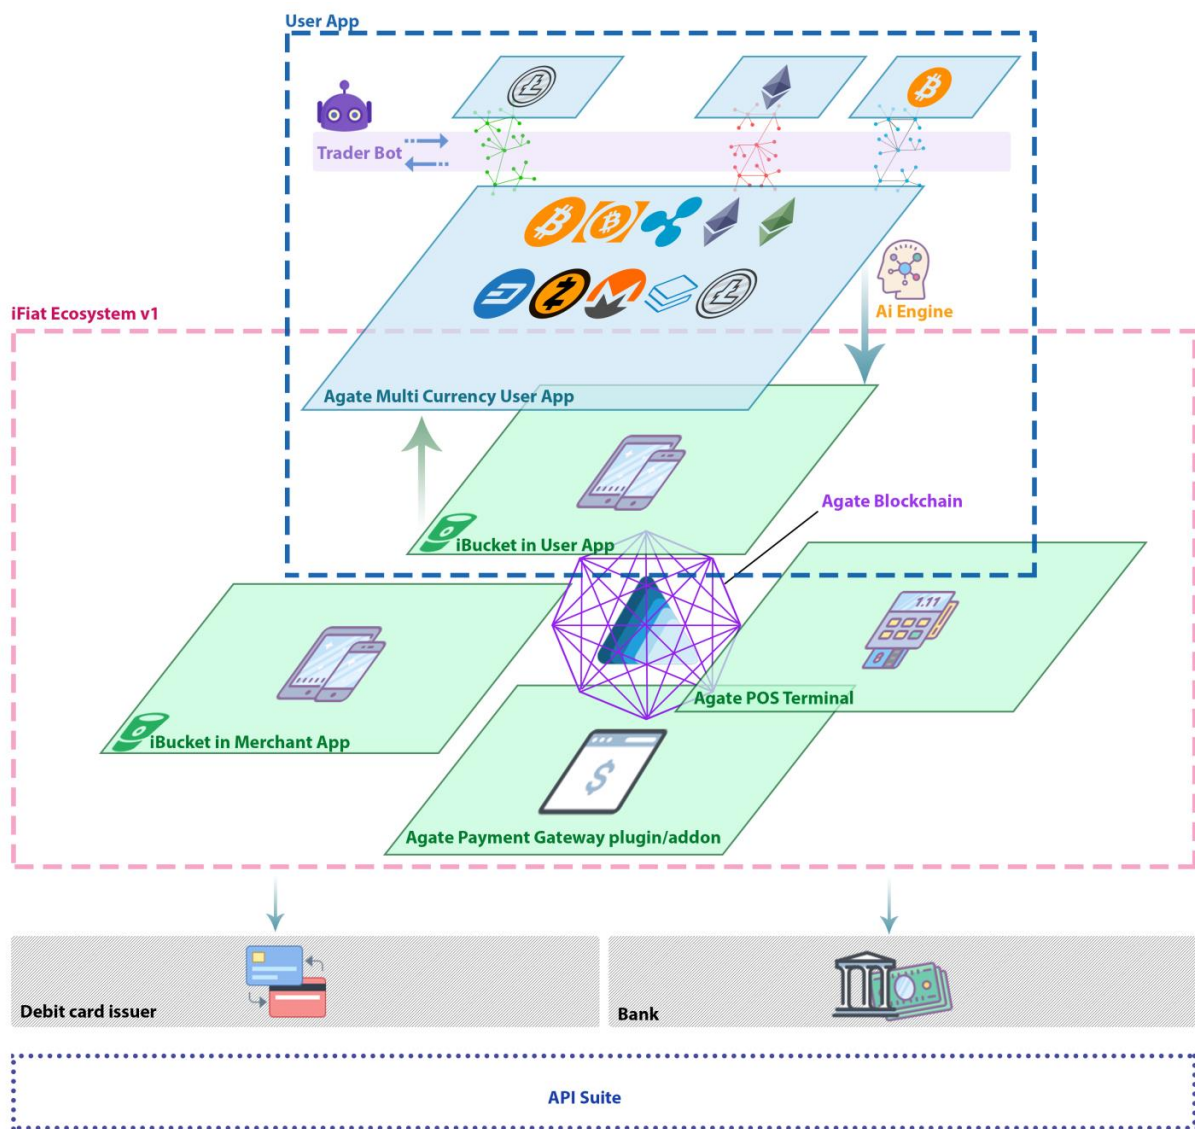 User App
Trader Bot
Ai Engine
iFiat Ecosystem v1
Agate Multi Currency User App
Agate Blockchain
iBucket in User App
1.11
Agate POS Terminal
iBucket in Merchant App
$
Agate Payment Gateway plugin/addon
Debit card issuer
Bank
API Suite